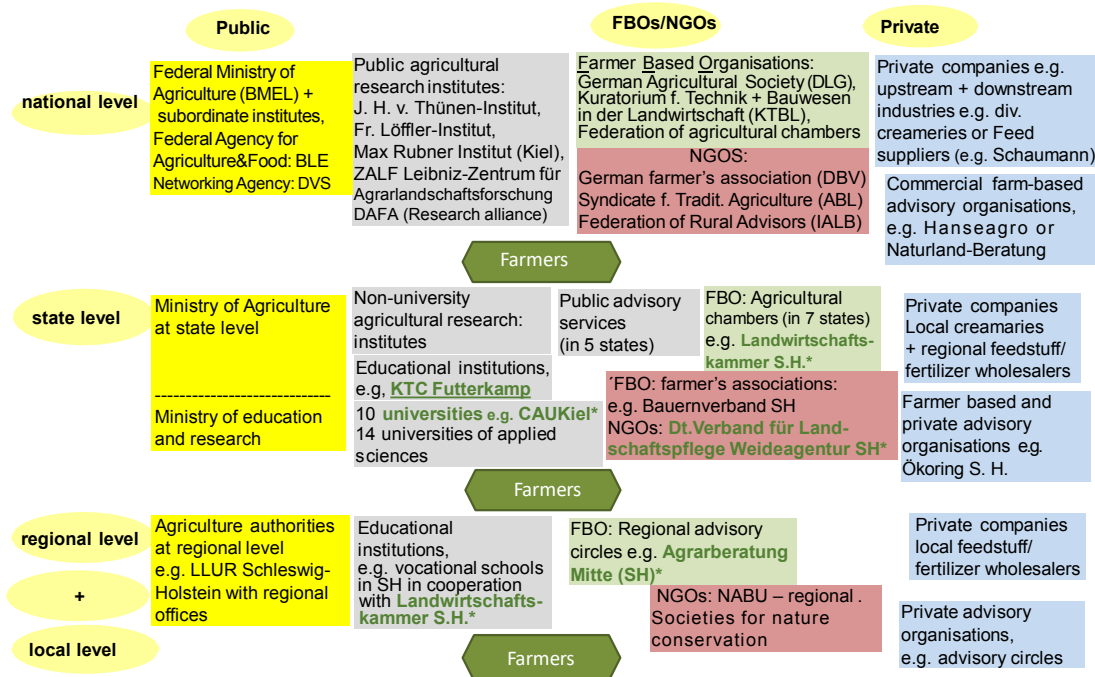 Public
FBOs/NGOs
Private
national level
Federal Ministry of
Agriculture (BMEL) +
subordinate institutes,
Federal Agency for
Agriculture&Food: BLE
Networking Agency: DVS
Public agricultural
research institutes:
J. H. v. Thünen-Institut,
Fr. Löffler-Institut,
Max Rubner Institut (Kiel),
ZALF Leibniz-Zentrum für
Agrarlandschaftsforschung
DAFA (Research alliance)
Farmer Based Organisations:
German Agricultural Society (DLG),
Kuratorium f. Technik + Bauwesen
in der Landwirtschaft (KTBL),
Federation of agricultural chambers
NGOS:
German farmer's association (DBV)
Syndicate f. Tradit. Agriculture (ABL)
Federation of Rural Advisors (IALB)
Private companies e.g.
upstream + downstream
industries e.g. div.
creameries or Feed
suppliers (e.g. Schaumann)
Commercial farm-based
advisory organisations,
e.g. Hanseagro or
Naturland-Beratung
Farmers
state level
Ministry of Agriculture
at state level
------------------------------
Ministry of education
and research
Non-university
agricultural research:
institutes
Educational institutions,
e.g, KTC Futterkamp
10 universities e.g. CAUKiel*
14 universities of applied
sciences
Public advisory
services
(in 5 states)
FBO: Agricultural
chambers (in 7 states)
e.g. Landwirtschafts-
kammer S.H.*
´FBO: farmer's associations:
e.g. Bauernverband SH
NGOs: Dt.Verband für Land-
schaftspflege Weideagentur SH*
Private companies
Local creamaries
+ regional feedstuff/
fertilizer wholesalers
Farmer based and
private advisory
organisations e.g.
Ökoring S. H.
Farmers
regional level
+
local level
Agriculture authorities
at regional level
e.g. LLUR Schleswig-
Holstein with regional
offices
Educational
institutions,
e.g. vocational schools
in SH in cooperation
with Landwirtschafts-
kammer S.H.*
FBO: Regional advisory
circles e.g. Agrarberatung
Mitte (SH)*
NGOs: NABU – regional .
Societies for nature
conservation
Private companies
local feedstuff/
fertilizer wholesalers
Private advisory
organisations,
e.g. advisory circles
Farmers